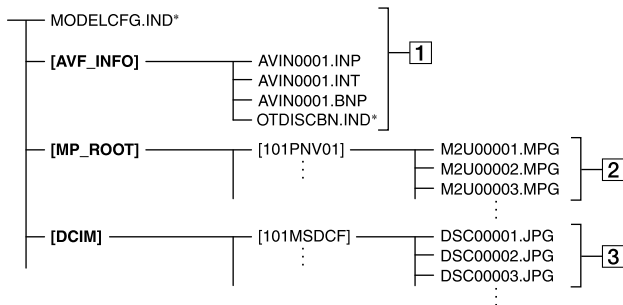 MODELCFG.IND*
[AVF_INFO] AVIN0001.INP
1
AVIN0001.INT
AVIN0001.BNP
OTDISCBN.IND*
[MP_ROOT] [101PNV01] M2U00001.MPG
M2U00002.MPG
2
M2U00003.MPG
[DCIM] [101MSDCF] DSC00001.JPG
DSC00002.JPG
3
DSC00003.JPG